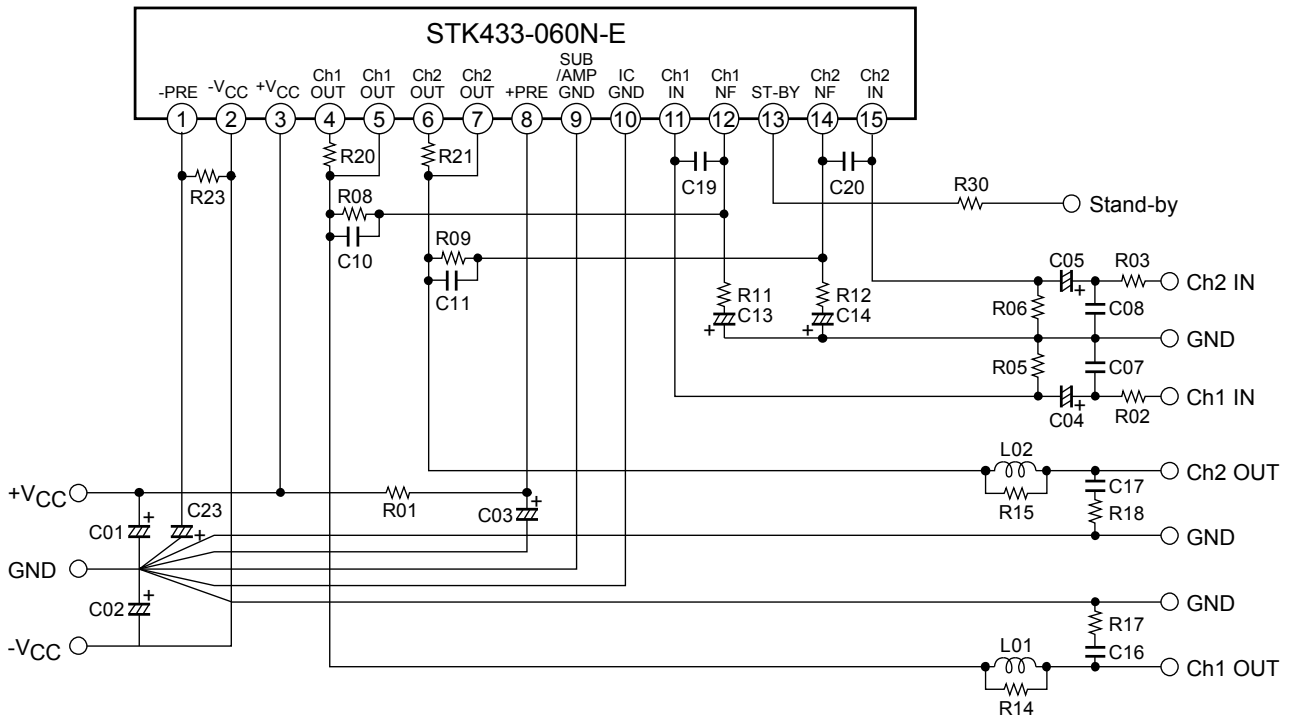 STK433-060N-E
-PRE -VCC +VCC Ch1 OUT Ch1 OUT Ch2 OUT Ch2 OUT +PRE SUB /AMP GND IC GND Ch1 IN Ch1 NF ST-BY Ch2 NF Ch2 IN
1 2 3 4 5 6 7 8 9 10 11 12 13 14 15
R20 R21
C19 C20
R23
R30
Stand-by
R08
C10
R09
C11
C05 R03
Ch2 IN
R11
C13
+
R12
C14
+
R06
+
C08
GND
R05
C07
Ch1 IN
C04
+
R02
L02
Ch2 OUT
R15
C17
R18
GND
+VCC
R01
C01
+
C23
+
C03
+
GND
C02
+
GND
-VCC
R17
C16
L01
Ch1 OUT
R14